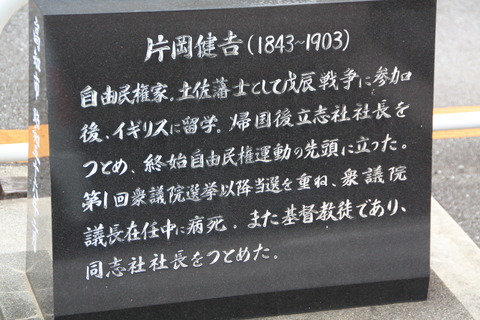 片岡健吉(1843~1903)
自由民権家.土佐藩士として戊辰戦争に参加
後、イギリスに留学。帰国後立志社社長を
つとめ、終始自由民権運動の先頭に立った。
第1回衆議院選挙以降当選を重ね、衆議院
議長在任中に病死。また基督教徒であり、
同志社社長をつとめた。